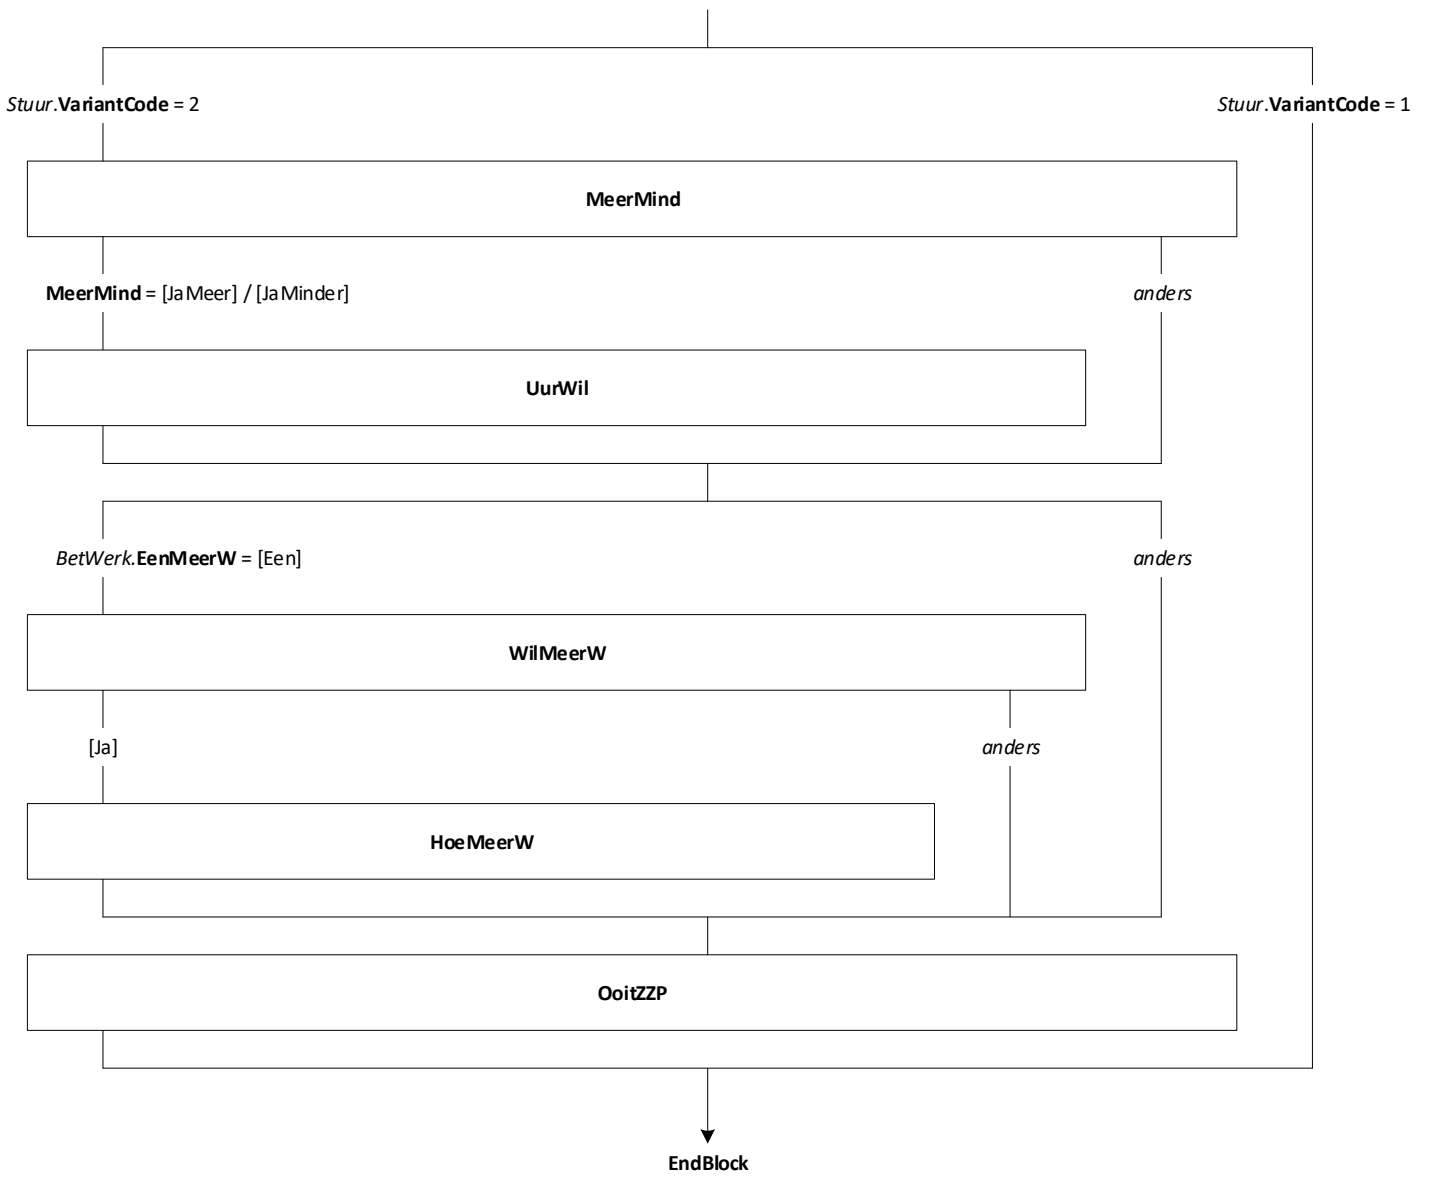 Stuur.VariantCode = 2
Stuur.VariantCode = 1
MeerMind
MeerMind = [JaMeer] / [JaMinder]
anders
UurWil
BetWerk.EenMeerW = [Een]
anders
WilMeerW
[Ja]
anders
HoeMeerW
OoitZZP
EndBlock